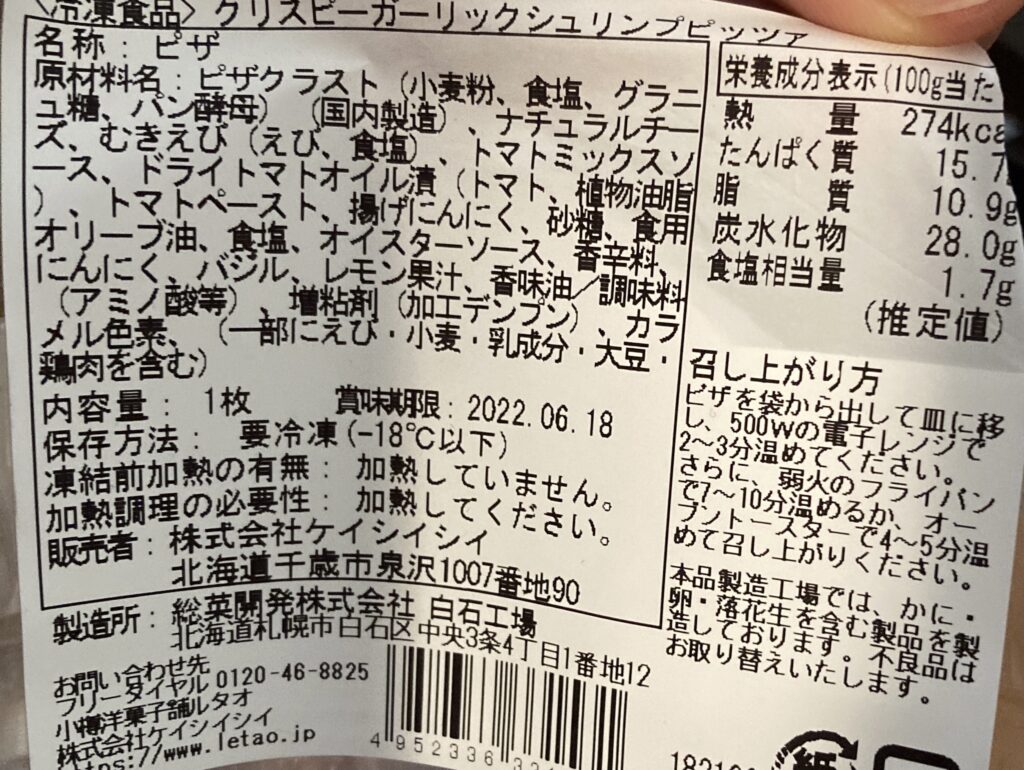 〈冷凍食品〉クリスピーガーリックシュリンプピッツァ
名称：ピザ
原材料名：ピザクラスト（小麦粉、食塩、グラニ
ュ糖、パン酵母）（国内製造）、ナチュラルチー
ズ、むきえび（えび、食塩）、トマトミックスソ
ース、ドライトマトオイル漬（トマト、植物油脂
）、トマトペースト、揚げにんにく、砂糖、食用
オリーブ油、食塩、オイスターソース、香辛料、
にんにく、バジル、レモン果汁、香味油／調味料
（アミノ酸等）、増粘剤（加工デンプン）、カラ
メル色素、（一部にえび・小麦・乳成分・大豆・
鶏肉を含む）
内容量：1枚 賞味期限：2022.06.18
保存方法：要冷凍(-18℃以下)
凍結前加熱の有無：加熱していません。
加熱調理の必要性：加熱してください。
販売者：株式会社ケイシイシイ
北海道千歳市泉沢1007番地90
製造所：総菜開発株式会社 白石工場
北海道札幌市白石区中央3条4丁目1番地12
お問い合わせ先
フリーダイヤル 0120-46-8825
小樽洋菓子舗ルタオ
株式会社ケイシイシイ
ttps://www.letao.jp
4 952336
栄養成分表示(100g当た
熱量 274kca
たんぱく質 15.7
脂質 10.9g
炭水化物 28.0g
食塩相当量 1.7g
(推定値)
召し上がり方
ピザを袋から出して皿に移
し、500Wの電子レンジで
2～3分温めてください。
さらに、弱火のフライパン
で7～10分温めるか、オー
ブントースターで4～5分温
めて召し上がりください。
本品製造工場では、かに・
卵・落花生を含む製品を製
造しております。不良品は
お取り替えいたします。